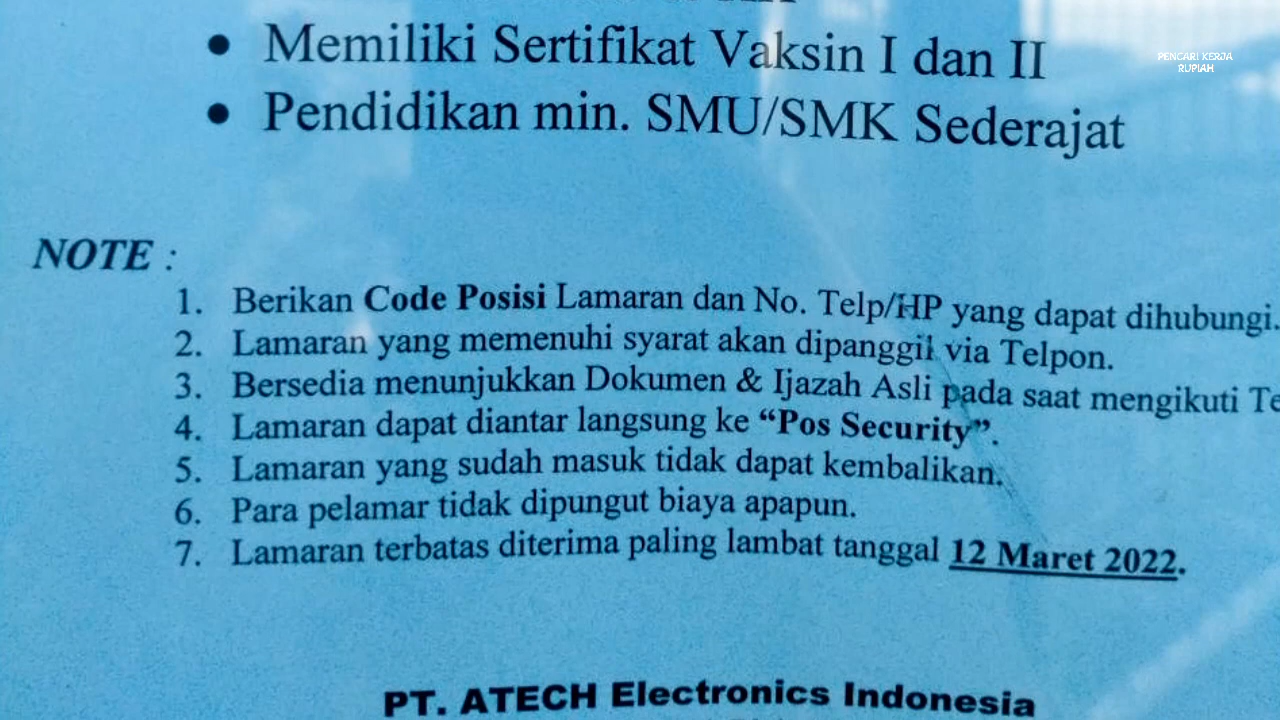 • Memiliki Sertifikat Vaksin I dan II
• Pendidikan min. SMU/SMK Sederajat
PENCARI KERJA
RUPIAH
NOTE :
1. Berikan Code Posisi Lamaran dan No. Telp/HP yang dapat dihubungi.
2. Lamaran yang memenuhi syarat akan dipanggil via Telpon.
3. Bersedia menunjukkan Dokumen & Ijazah Asli pada saat mengikuti Te
4. Lamaran dapat diantar langsung ke “Pos Security”.
5. Lamaran yang sudah masuk tidak dapat kembalikan.
6. Para pelamar tidak dipungut biaya apapun.
7. Lamaran terbatas diterima paling lambat tanggal 12 Maret 2022.
PT. ATECH Electronics Indonesia